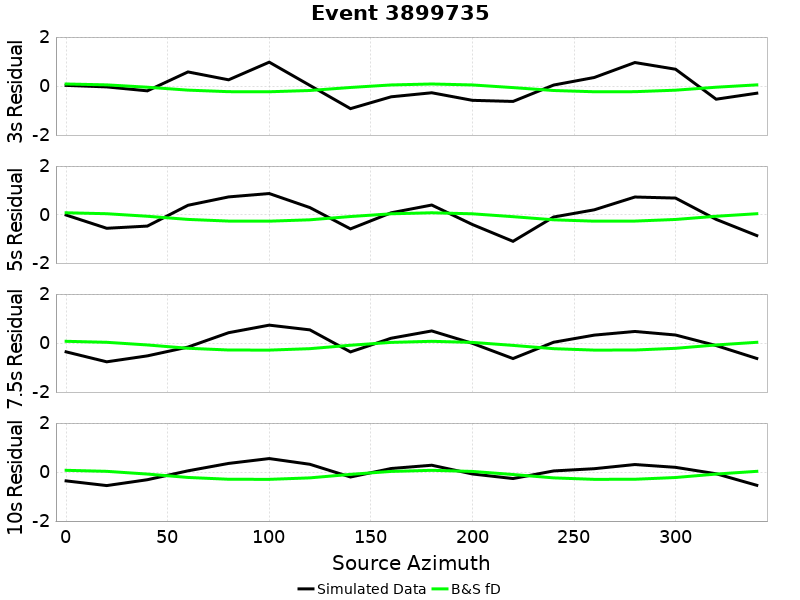 Event 3899735
3s Residual
2
0
-2
5s Residual
2
0
-2
7.5s Residual
2
0
-2
10s Residual
2
0
-2
0 50 100 150 200 250 300
Source Azimuth
Simulated Data B&S fD